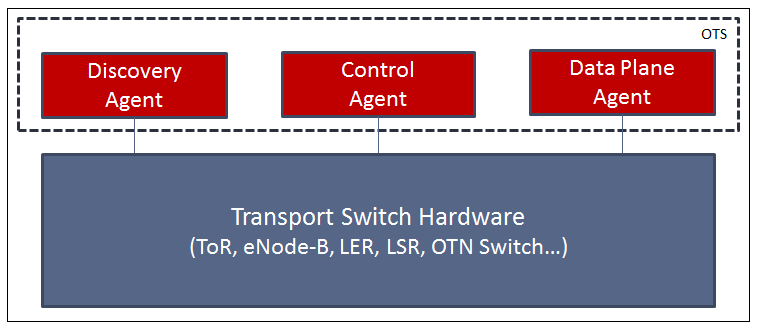 OTS
Discovery
Agent
Control
Agent
Data Plane
Agent
Transport Switch Hardware
(ToR, eNode-B, LER, LSR, OTN Switch…)